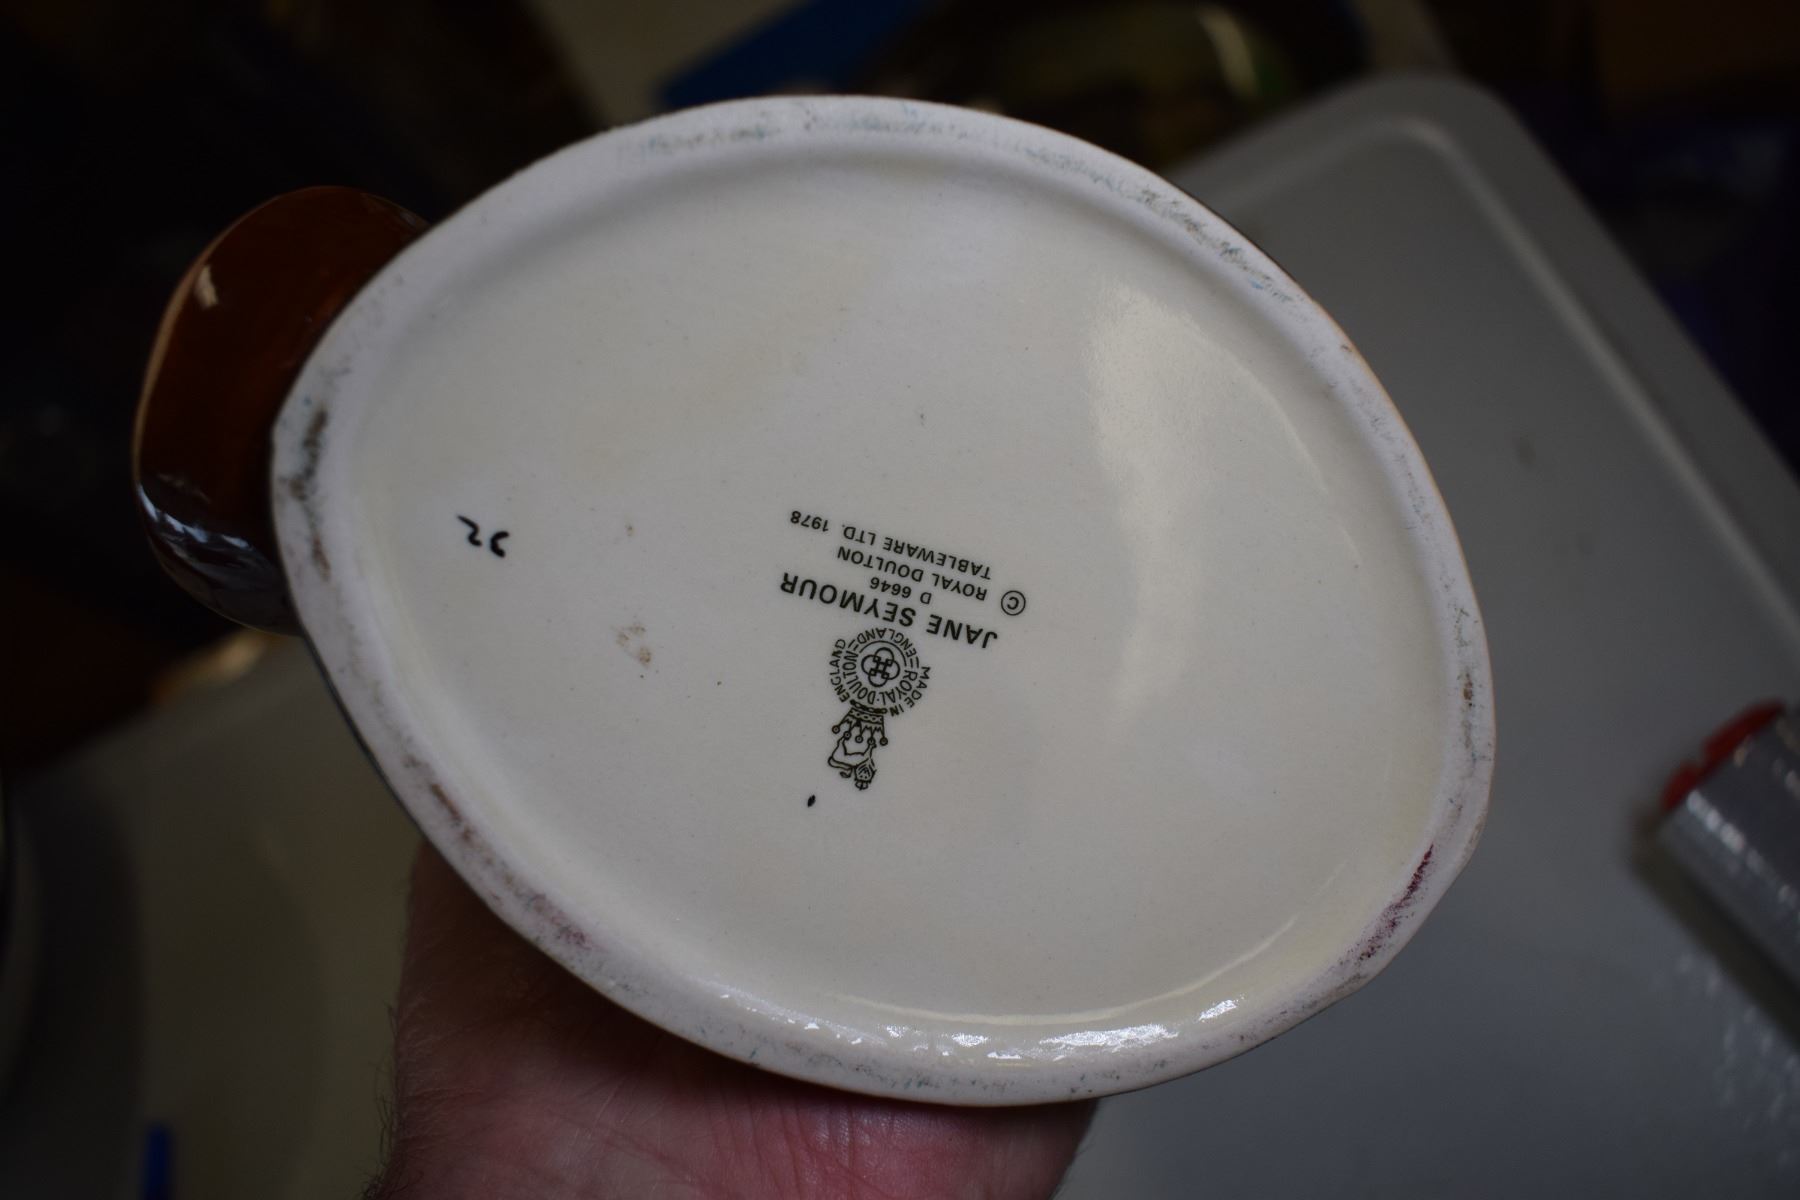 MADE IN ENGLAND
ROYAL·DOULTON
ENGLAND
JANE SEYMOUR
D 6646
© ROYAL DOULTON
TABLEWARE LTD. 1978